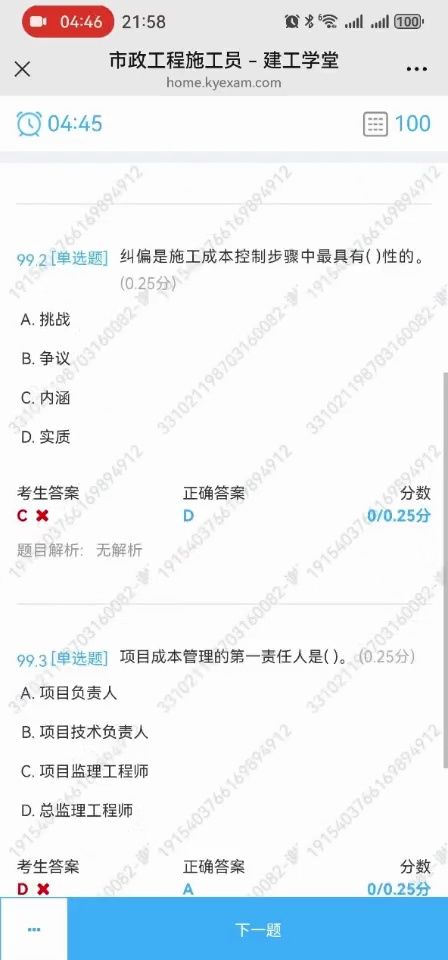 04:46 21:58 6 100
市政工程施工员 – 建工学堂
home.kyexam.com
04:45 100
99.2 [单选题] 纠偏是施工成本控制步骤中最具有( )性的。
(0.25分)
A. 挑战
B. 争议
C. 内涵
D. 实质
考生答案 正确答案 分数
C ✖ D 0/0.25分
题目解析: 无解析
99.3 [单选题] 项目成本管理的第一责任人是( )。 (0.25分)
A. 项目负责人
B. 项目技术负责人
C. 项目监理工程师
D. 总监理工程师
考生答案 正确答案 分数
D ✖ A 0/0.25分
... 下一题